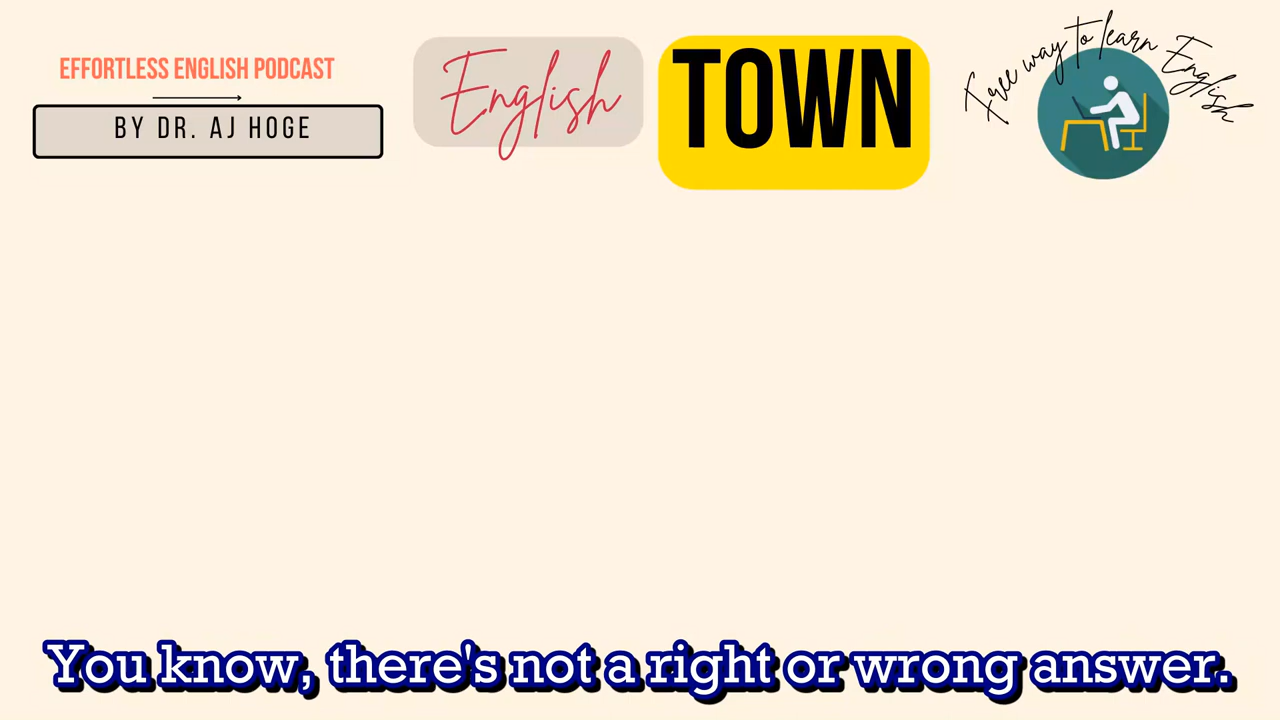 EFFORTLESS ENGLISH PODCAST
BY DR. AJ HOGE
English
TOWN
Free way to learn English
You know, there's not a right or wrong answer.